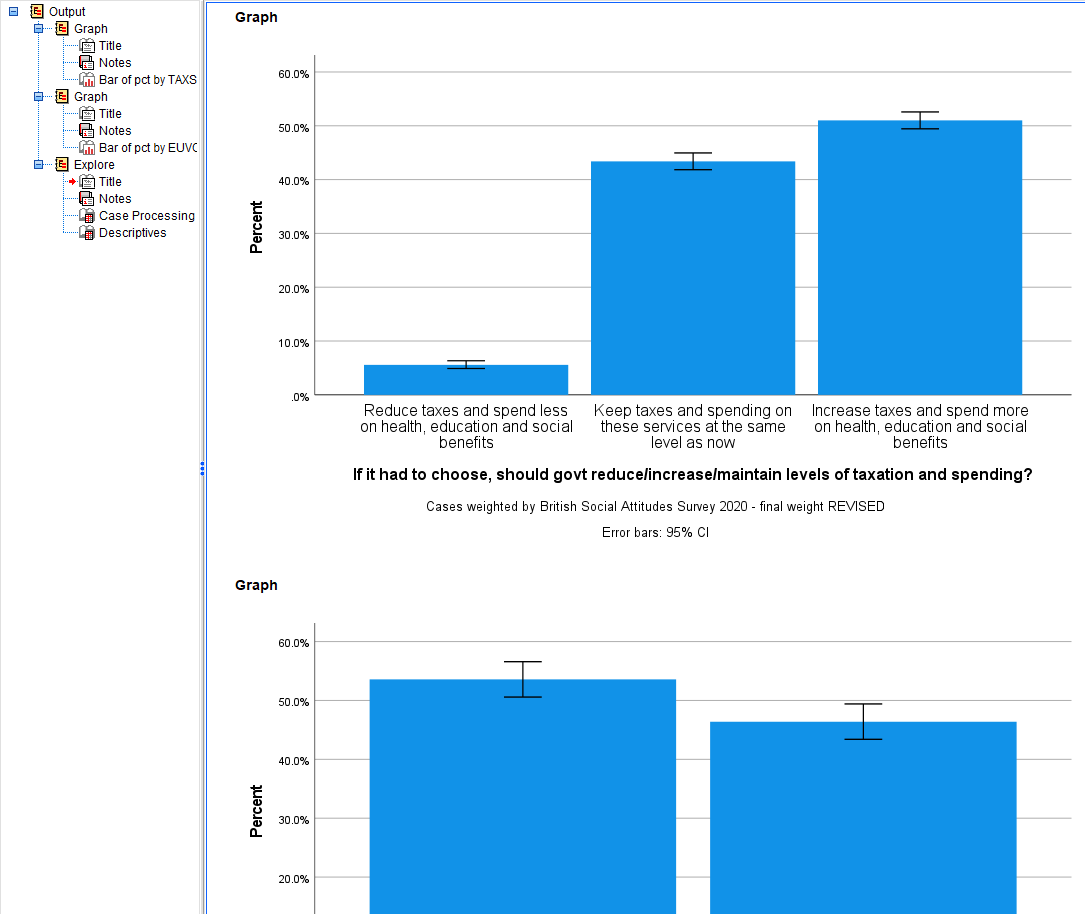 Output
Graph
Title
Notes
Bar of pct by TAXS
Graph
Title
Notes
Bar of pct by EUVO
Explore
Title
Notes
Case Processing
Descriptives
Graph
60.0%
50.0%
40.0%
30.0%
20.0%
10.0%
.0%
Percent
Reduce taxes and spend less
on health, education and social
benefits
Keep taxes and spending on
these services at the same
level as now
Increase taxes and spend more
on health, education and social
benefits
If it had to choose, should govt reduce/increase/maintain levels of taxation and spending?
Cases weighted by British Social Attitudes Survey 2020 - final weight REVISED
Error bars: 95% CI
Graph
60.0%
50.0%
40.0%
30.0%
20.0%
Percent